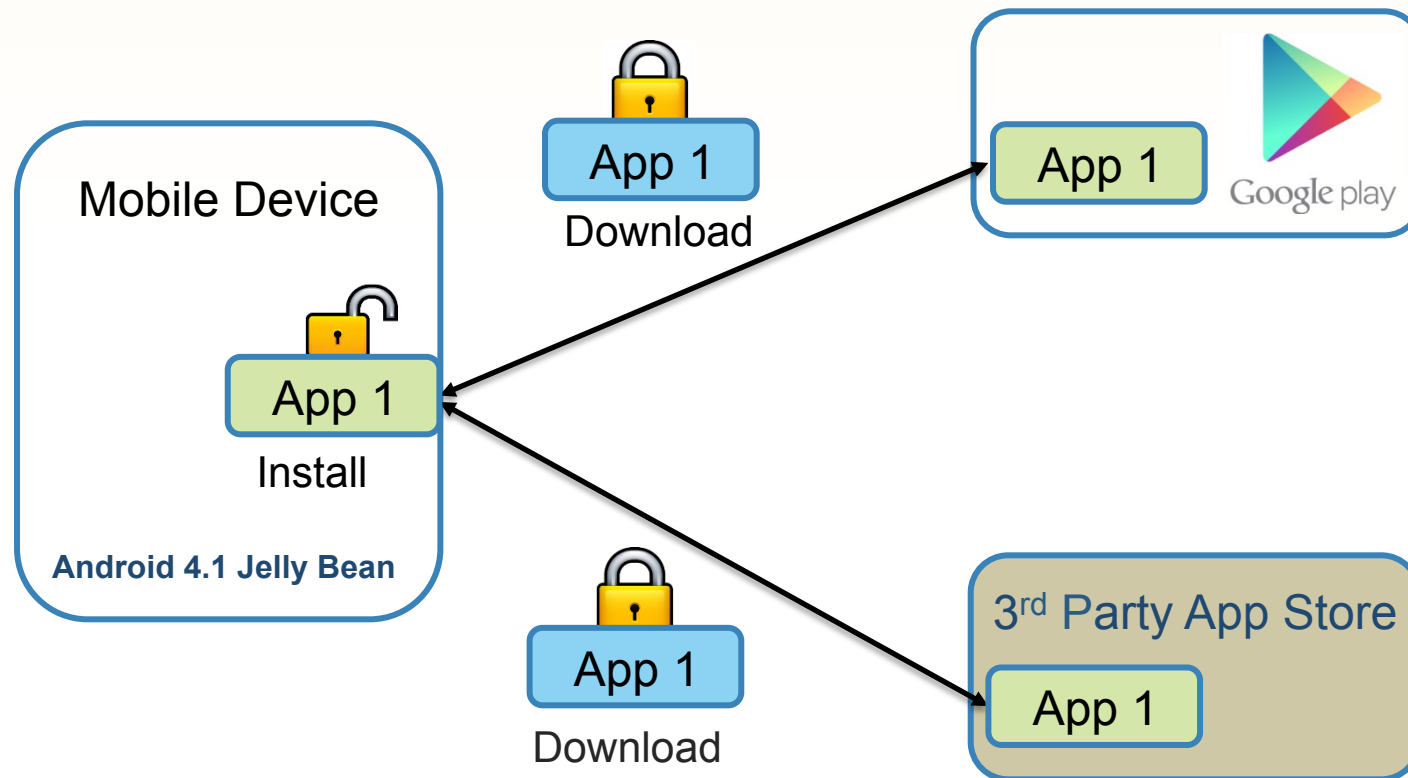 App 1
Download
App 1
Google play
Mobile Device
App 1
Install
Android 4.1 Jelly Bean
App 1
Download
3rd Party App Store
App 1